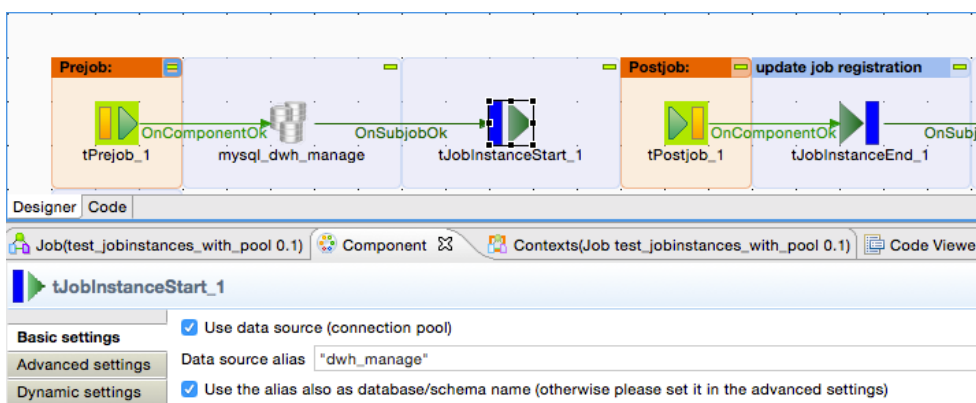 Prejob:
Postjob:
update job registration
OnComponentOk
OnSubjobOk
OnComponentOk
OnSubj
tPrejob_1
mysql_dwh_manage
tJobInstanceStart_1
tPostjob_1
tJobInstanceEnd_1
Designer
Code
Job(test_jobinstances_with_pool 0.1)
Component
Contexts(Job test_jobinstances_with_pool 0.1)
Code Viewe
tJobInstanceStart_1
Basic settings
Use data source (connection pool)
Advanced settings
Data source alias
"dwh_manage"
Dynamic settings
Use the alias also as database/schema name (otherwise please set it in the advanced settings)